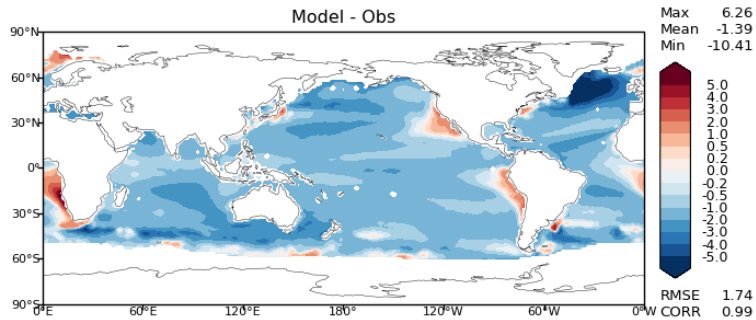 Model - Obs
Max 6.26
Mean -1.39
Min -10.41
90°N
60°N
30°N
0°
30°S
60°S
90°S
0°E 60°E 120°E 180° 120°W 60°W 0°W
5.0
4.0
3.0
2.0
1.0
0.5
0.2
-0.2
-0.5
-1.0
-2.0
-3.0
-4.0
-5.0
RMSE 1.74
CORR 0.99